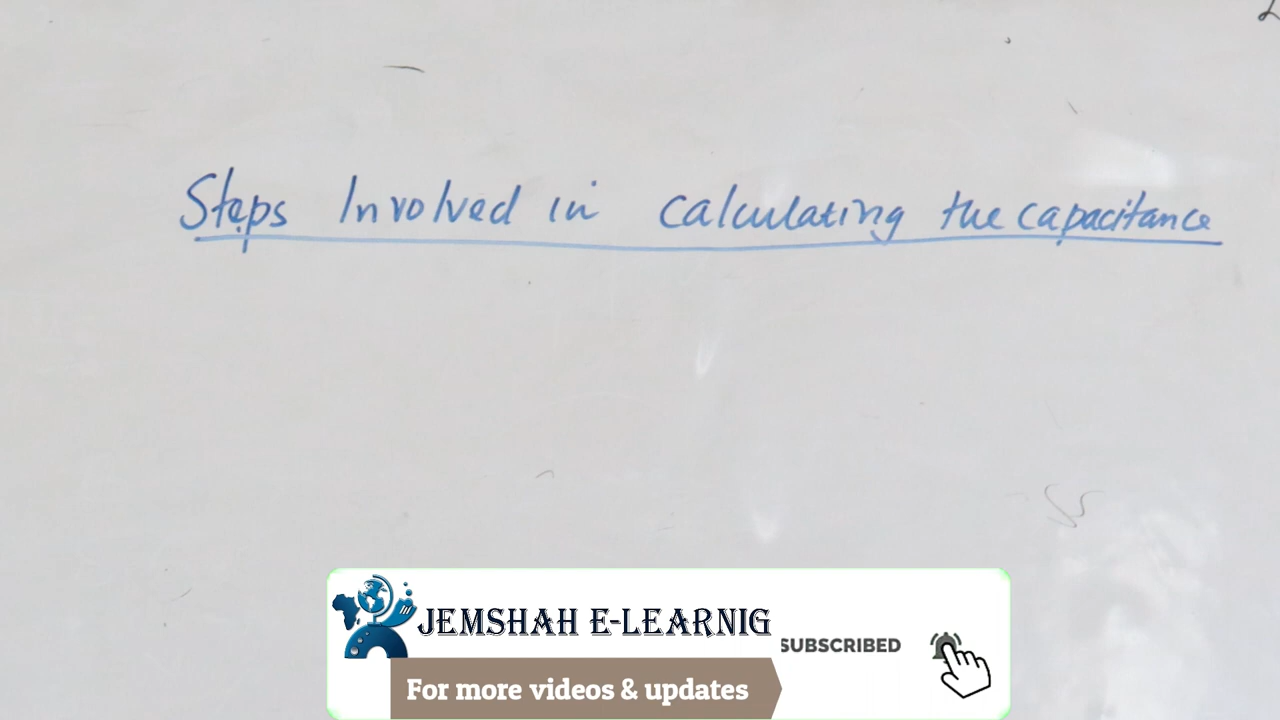 Steps Involved in calculating the capacitance
JEMSHAH E-LEARNIG
SUBSCRIBED
For more videos & updates